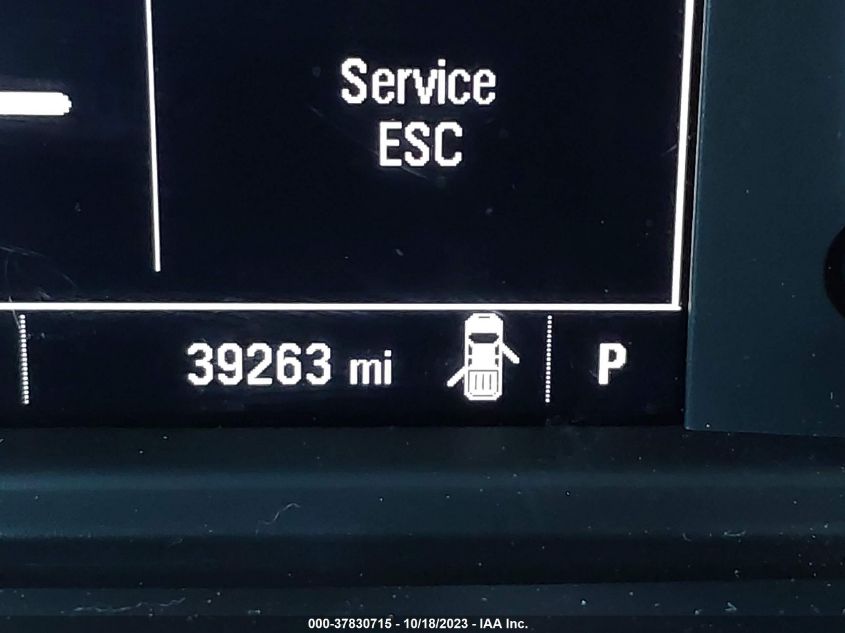 Service
ESC
39263 mi P
000-37830715 - 10/18/2023 - IAA Inc.